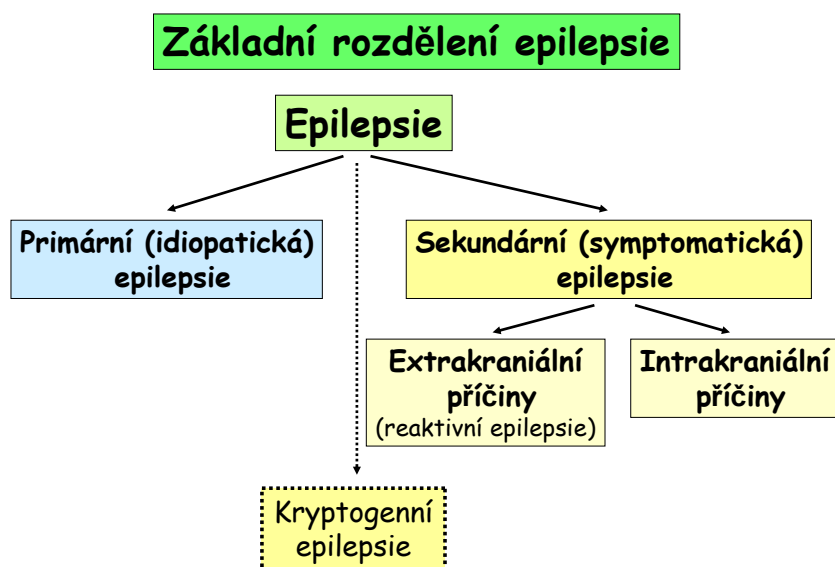 Základní rozdělení epilepsie
Epilepsie
Primární (idiopatická)
epilepsie
Sekundární (symptomatická)
epilepsie
Extrakraniální
příčiny
(reaktivní epilepsie)
Intrakraniální
příčiny
Kryptogenní
epilepsie